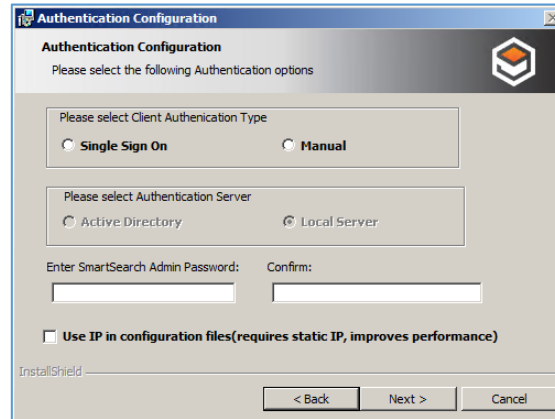 Authentication Configuration
Authentication Configuration
Please select the following Authentication options
Please select Client Authenication Type
Single Sign On Manual
Please select Authentication Server
Active Directory Local Server
Enter SmartSearch Admin Password: Confirm:
Use IP in configuration files(requires static IP, improves performance)
InstallShield
< Back Next > Cancel